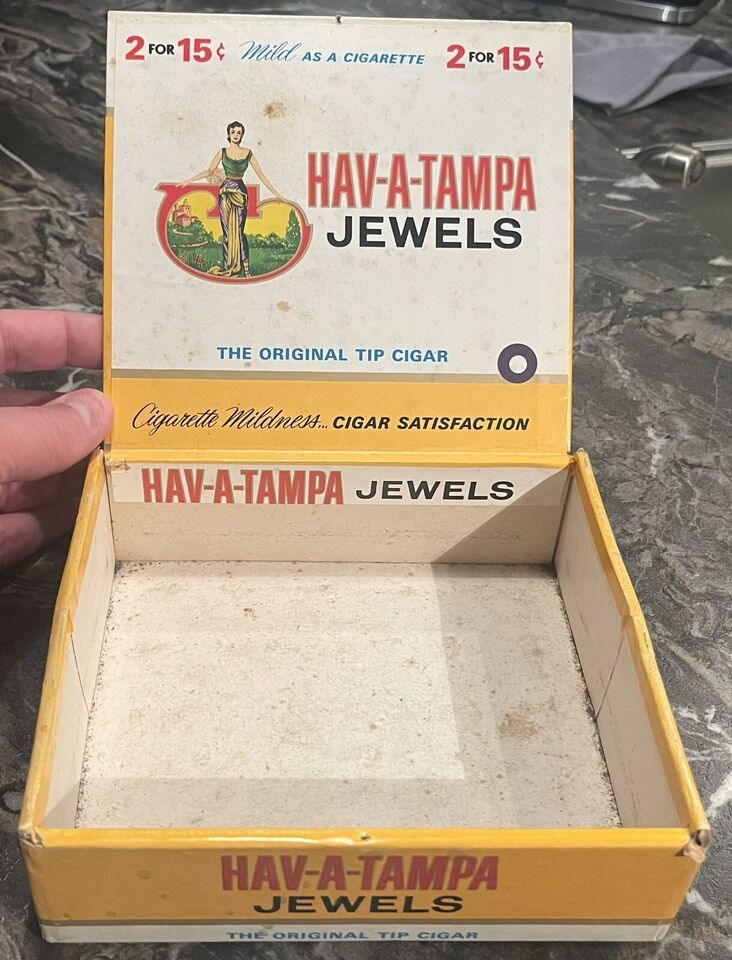 2 FOR 15¢ Mild AS A CIGARETTE 2 FOR 15¢
HAV-A-TAMPA
JEWELS
THE ORIGINAL TIP CIGAR
Cigarette Mildness... CIGAR SATISFACTION
HAV-A-TAMPA JEWELS
HAV-A-TAMPA
JEWELS
THE ORIGINAL TIP CIGAR